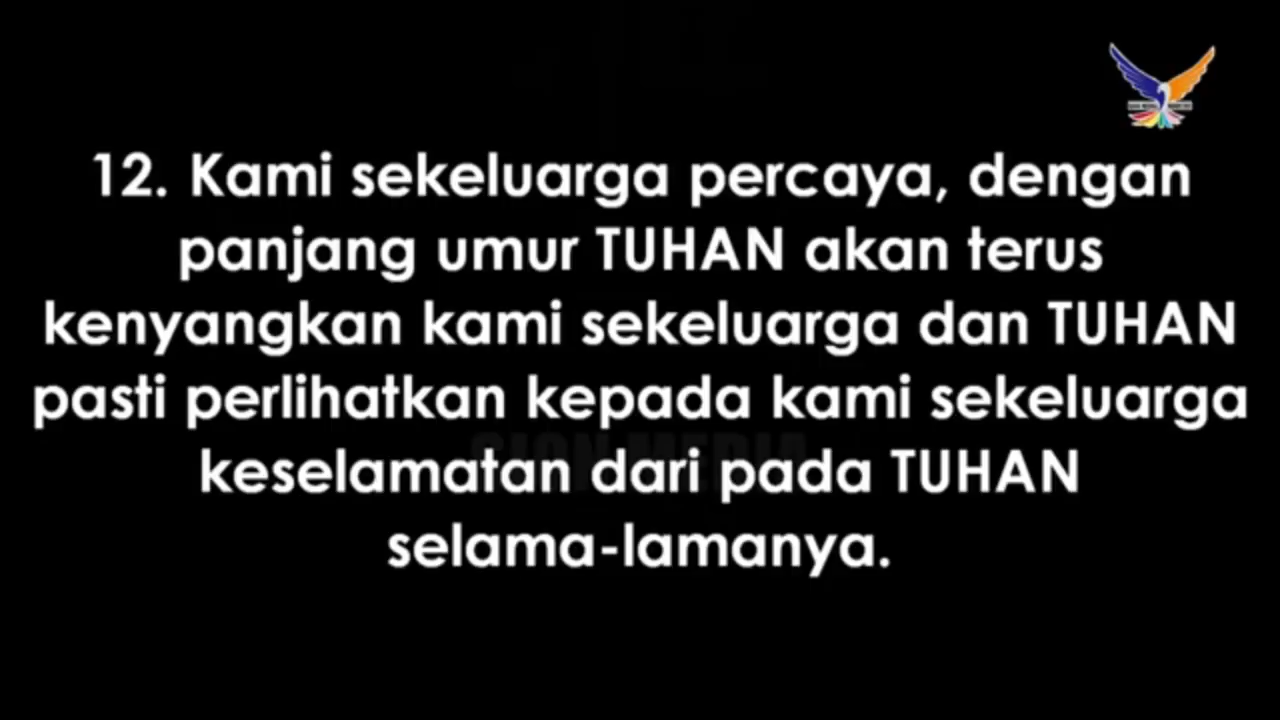 12. Kami sekeluarga percaya, dengan
panjang umur TUHAN akan terus
kenyangkan kami sekeluarga dan TUHAN
pasti perlihatkan kepada kami sekeluarga
keselamatan dari pada TUHAN
selama-lamanya.